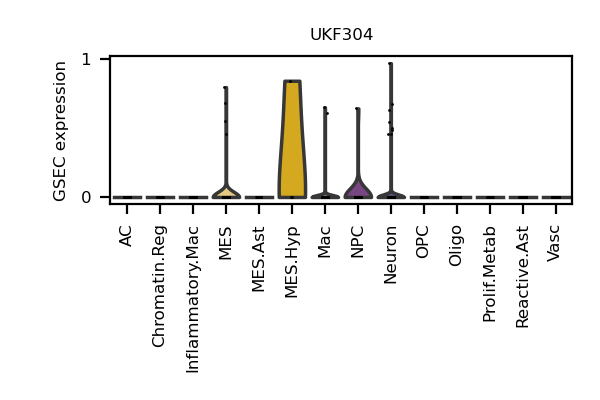 UKF304
GSEC expression
1
0
AC
Chromatin.Reg
Inflammatory.Mac
MES
MES.Ast
MES.Hyp
Mac
NPC
Neuron
OPC
Oligo
Prolif.Metab
Reactive.Ast
Vasc